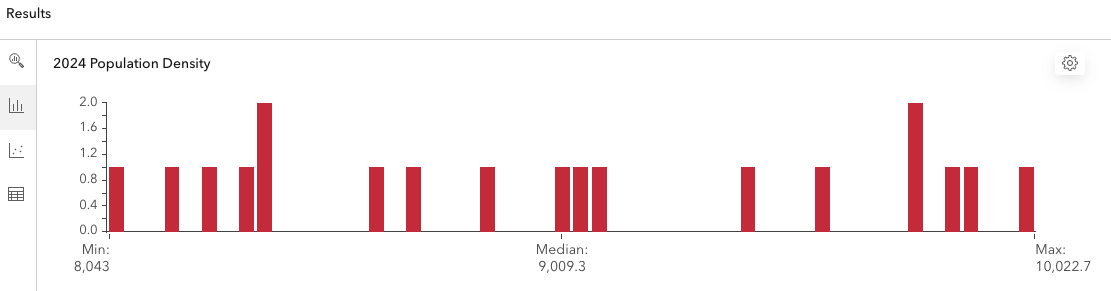 Results
2024 Population Density
2.0
1.6
1.2
0.8
0.4
0.0
Min:
8,043
Median:
9,009.3
Max:
10,022.7